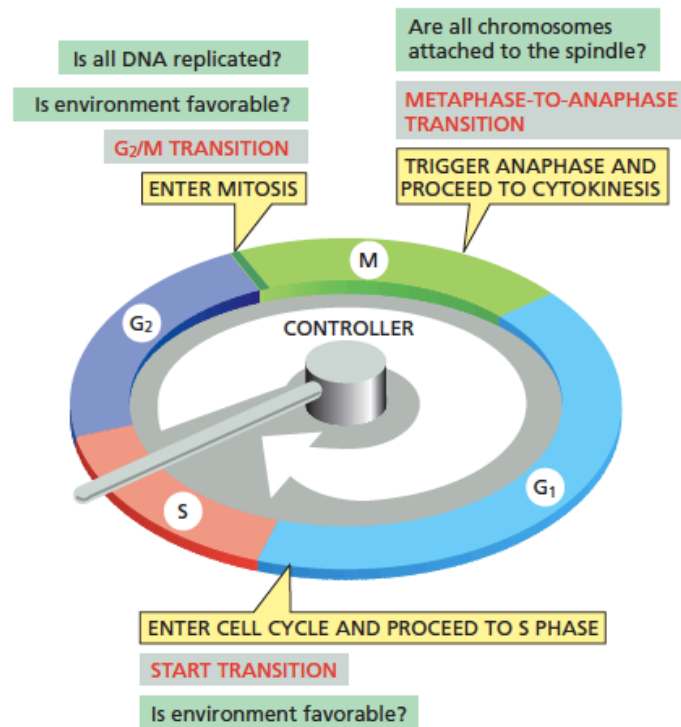 Is all DNA replicated?
Is environment favorable?
G₂/M TRANSITION
ENTER MITOSIS
Are all chromosomes
attached to the spindle?
METAPHASE-TO-ANAPHASE
TRANSITION
TRIGGER ANAPHASE AND
PROCEED TO CYTOKINESIS
M
G₂
CONTROLLER
S
G₁
ENTER CELL CYCLE AND PROCEED TO S PHASE
START TRANSITION
Is environment favorable?